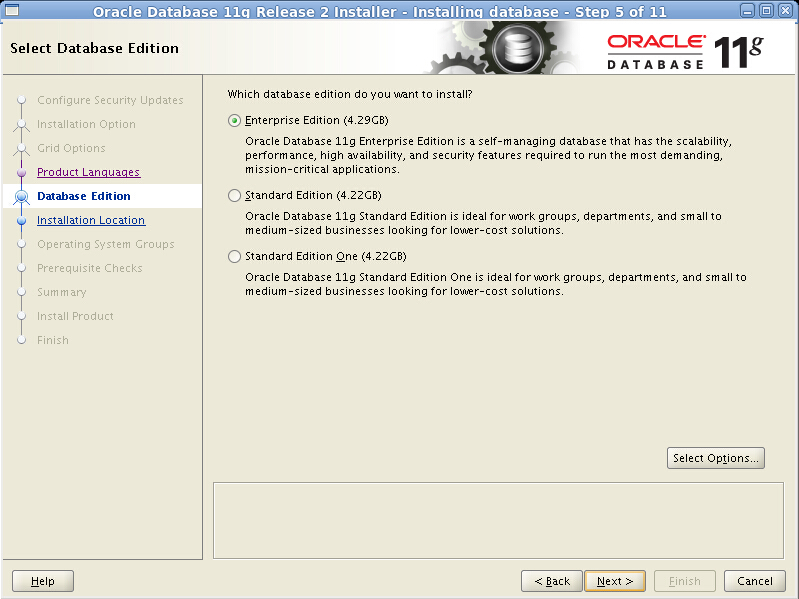 Oracle Database 11g Release 2 Installer - Installing database - Step 5 of 11
Select Database Edition
ORACLE
DATABASE
11g
Configure Security Updates
Installation Option
Grid Options
Product Languages
Database Edition
Installation Location
Operating System Groups
Prerequisite Checks
Summary
Install Product
Finish
Which database edition do you want to install?
Enterprise Edition (4.29GB)
Oracle Database 11g Enterprise Edition is a self-managing database that has the scalability,
performance, high availability, and security features required to run the most demanding,
mission-critical applications.
Standard Edition (4.22GB)
Oracle Database 11g Standard Edition is ideal for work groups, departments, and small to
medium-sized businesses looking for lower-cost solutions.
Standard Edition One (4.22GB)
Oracle Database 11g Standard Edition One is ideal for work groups, departments, and small to
medium-sized businesses looking for lower-cost solutions.
Select Options...
Help
< Back
Next >
Finish
Cancel